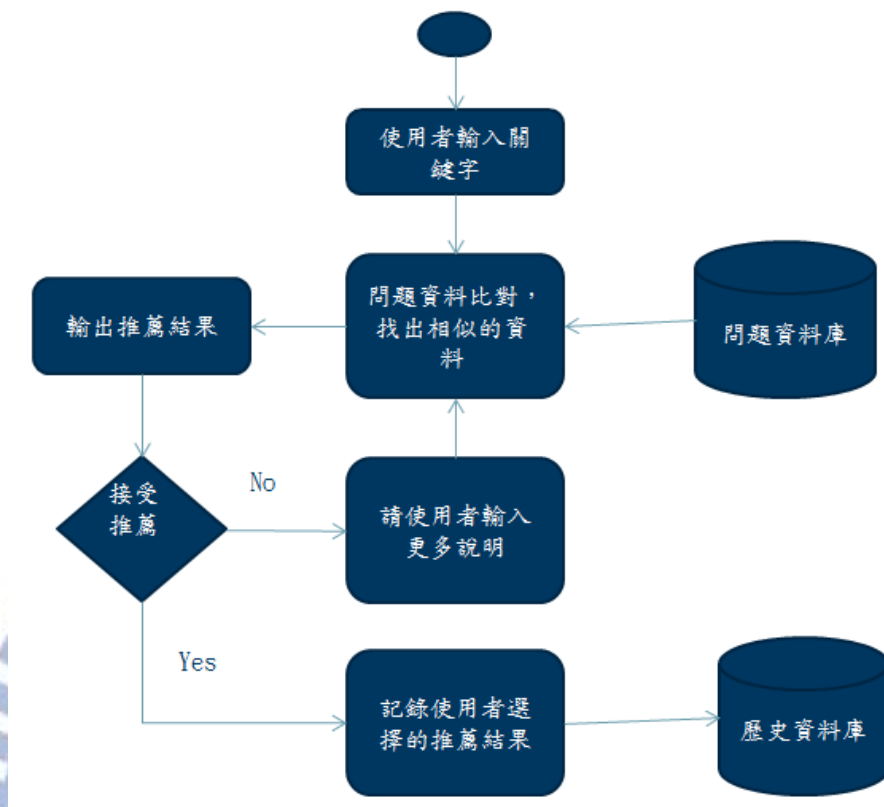 使用者輸入關
鍵字
問題資料比對，
找出相似的資
料
問題資料庫
輸出推薦結果
接受
推薦
No
請使用者輸入
更多說明
Yes
記錄使用者選
擇的推薦結果
歷史資料庫